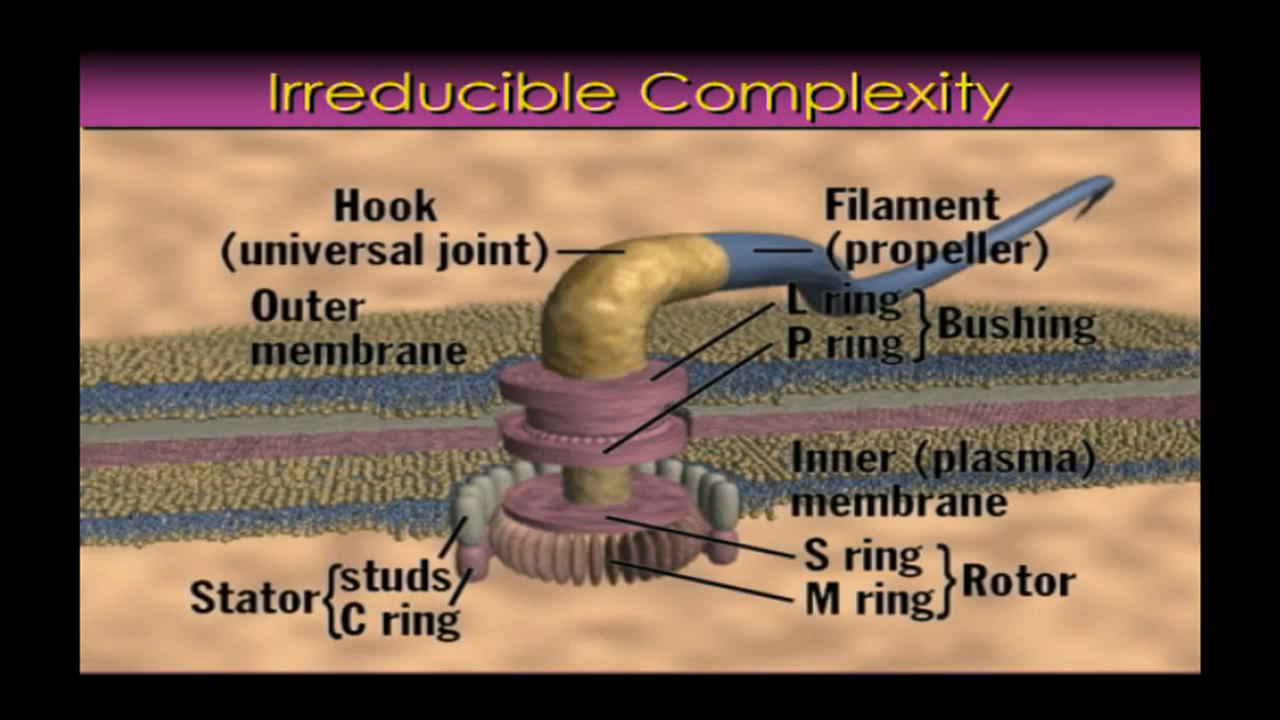 Irreducible Complexity
Hook
(universal joint)
Filament
(propeller)
Outer
membrane
L ring
P ring
Bushing
Inner (plasma)
membrane
Stator
studs
C ring
S ring
M ring
Rotor